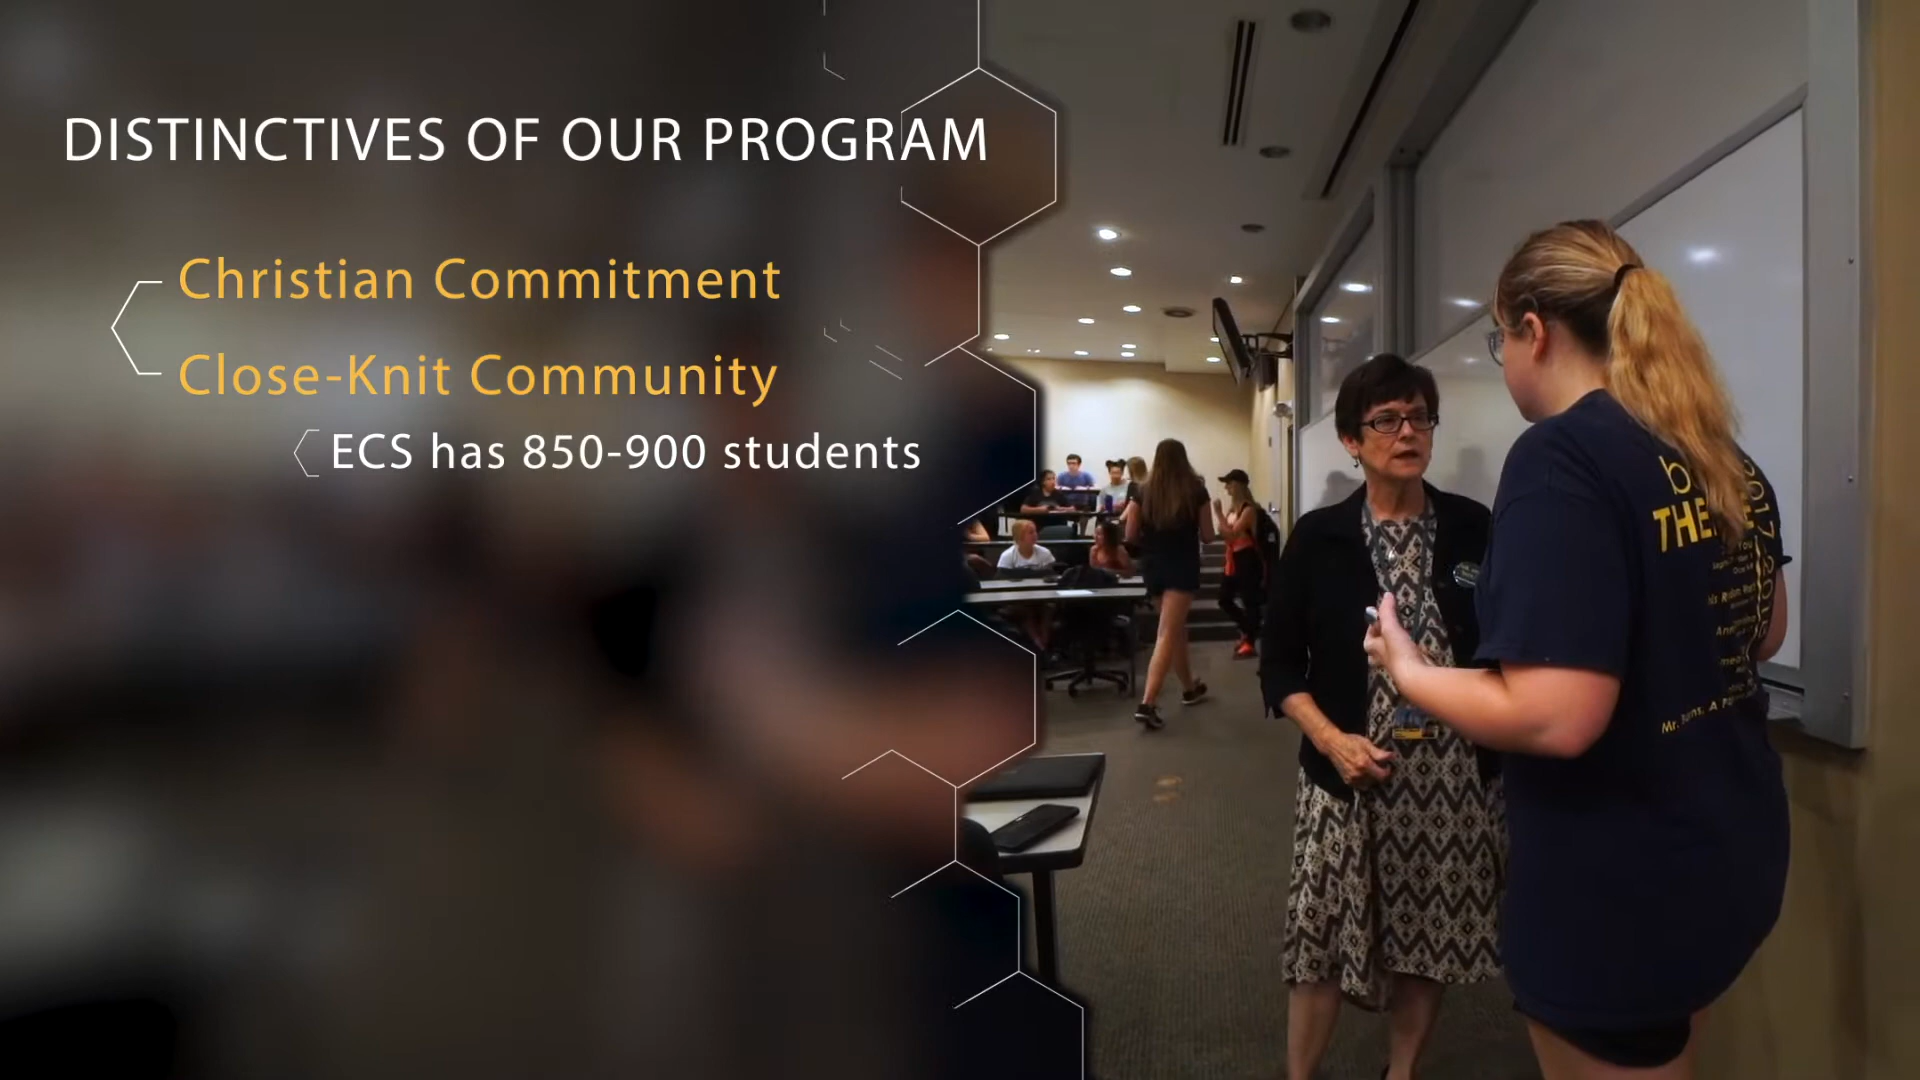 DISTINCTIVES OF OUR PROGRAM
Christian Commitment
Close-Knit Community
ECS has 850-900 students